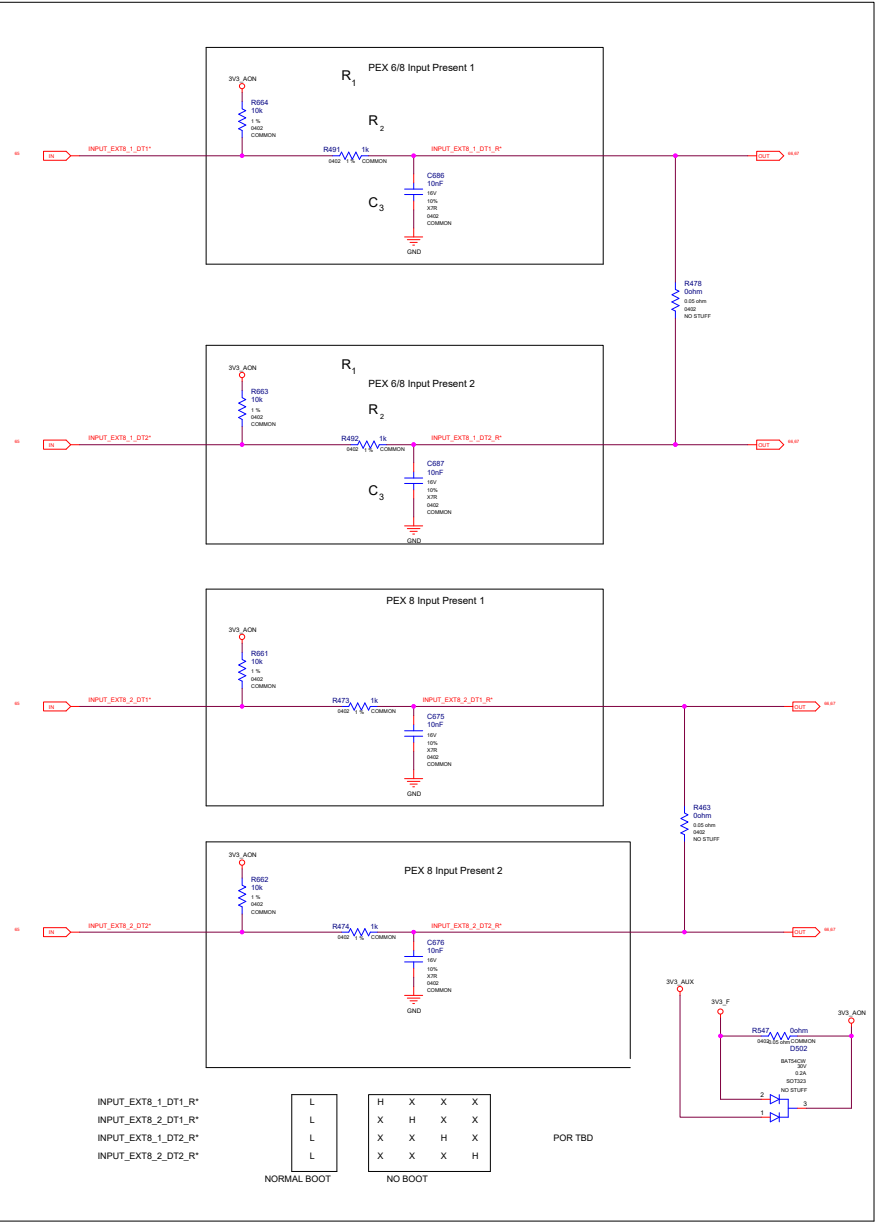 PEX 6/8 Input Present 1
R1
3V3_AON
R664
10k
1 %
0402
COMMON
R2
INPUT_EXT8_1_DT1*
R491 1k
0402 1 % COMMON
INPUT_EXT8_1_DT1_R*
IN
OUT
C686
10nF
16V
10%
X7R
0402
COMMON
C3
GND
R478
0ohm
0.05 ohm
0402
NO STUFF
R1
3V3_AON
PEX 6/8 Input Present 2
R663
10k
1 %
0402
COMMON
R2
INPUT_EXT8_1_DT2*
R492 1k
0402 1 % COMMON
INPUT_EXT8_1_DT2_R*
IN
OUT
C687
10nF
16V
10%
X7R
0402
COMMON
C3
GND
PEX 8 Input Present 1
3V3_AON
R661
10k
1 %
0402
COMMON
INPUT_EXT8_2_DT1*
R473 1k
0402 1 % COMMON
INPUT_EXT8_2_DT1_R*
IN
OUT
C675
10nF
16V
10%
X7R
0402
COMMON
GND
R463
0ohm
0.05 ohm
0402
NO STUFF
3V3_AON
PEX 8 Input Present 2
R662
10k
1 %
0402
COMMON
INPUT_EXT8_2_DT2*
R474 1k
0402 1 % COMMON
INPUT_EXT8_2_DT2_R*
IN
OUT
C676
10nF
16V
10%
X7R
0402
COMMON
GND
3V3_AUX
3V3_F
3V3_AON
R547 0ohm
0402 0.05 ohm COMMON
D502
BAT54CW
30V
0.2A
SOT323
NO STUFF
2
3
1
INPUT_EXT8_1_DT1_R* L H X X X
INPUT_EXT8_2_DT1_R* L X H X X
INPUT_EXT8_1_DT2_R* L X X H X POR TBD
INPUT_EXT8_2_DT2_R* L X X X H
NORMAL BOOT NO BOOT